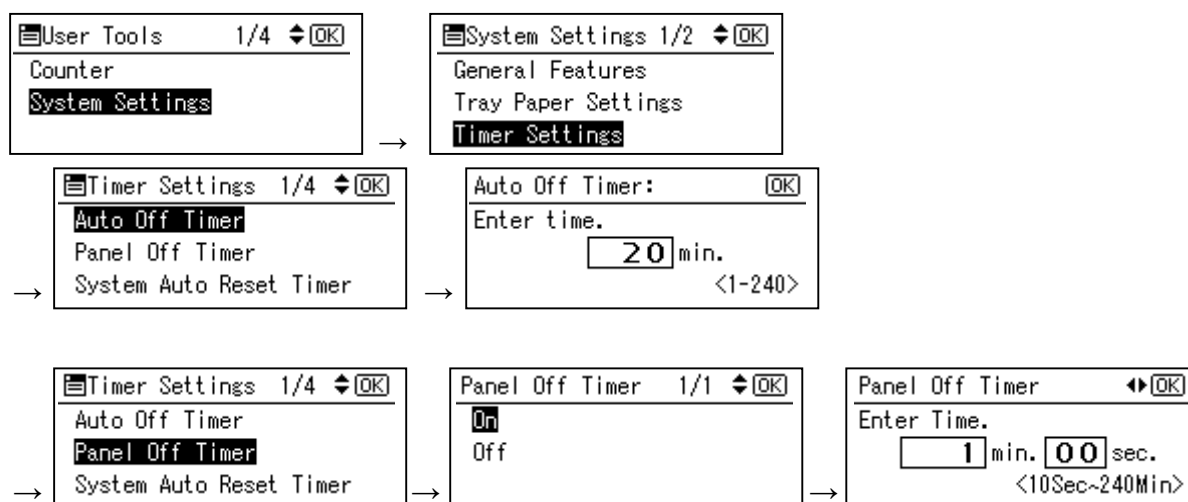 User Tools 1/4 OK
Counter
System Settings
→
System Settings 1/2 OK
General Features
Tray Paper Settings
Timer Settings
→
Timer Settings 1/4 OK
Auto Off Timer
Panel Off Timer
System Auto Reset Timer
→
Auto Off Timer: OK
Enter time.
20 min.
<1-240>
→
Timer Settings 1/4 OK
Auto Off Timer
Panel Off Timer
System Auto Reset Timer
→
Panel Off Timer 1/1 OK
On
Off
→
Panel Off Timer OK
Enter Time.
1 min. 00 sec.
<10Sec~240Min>